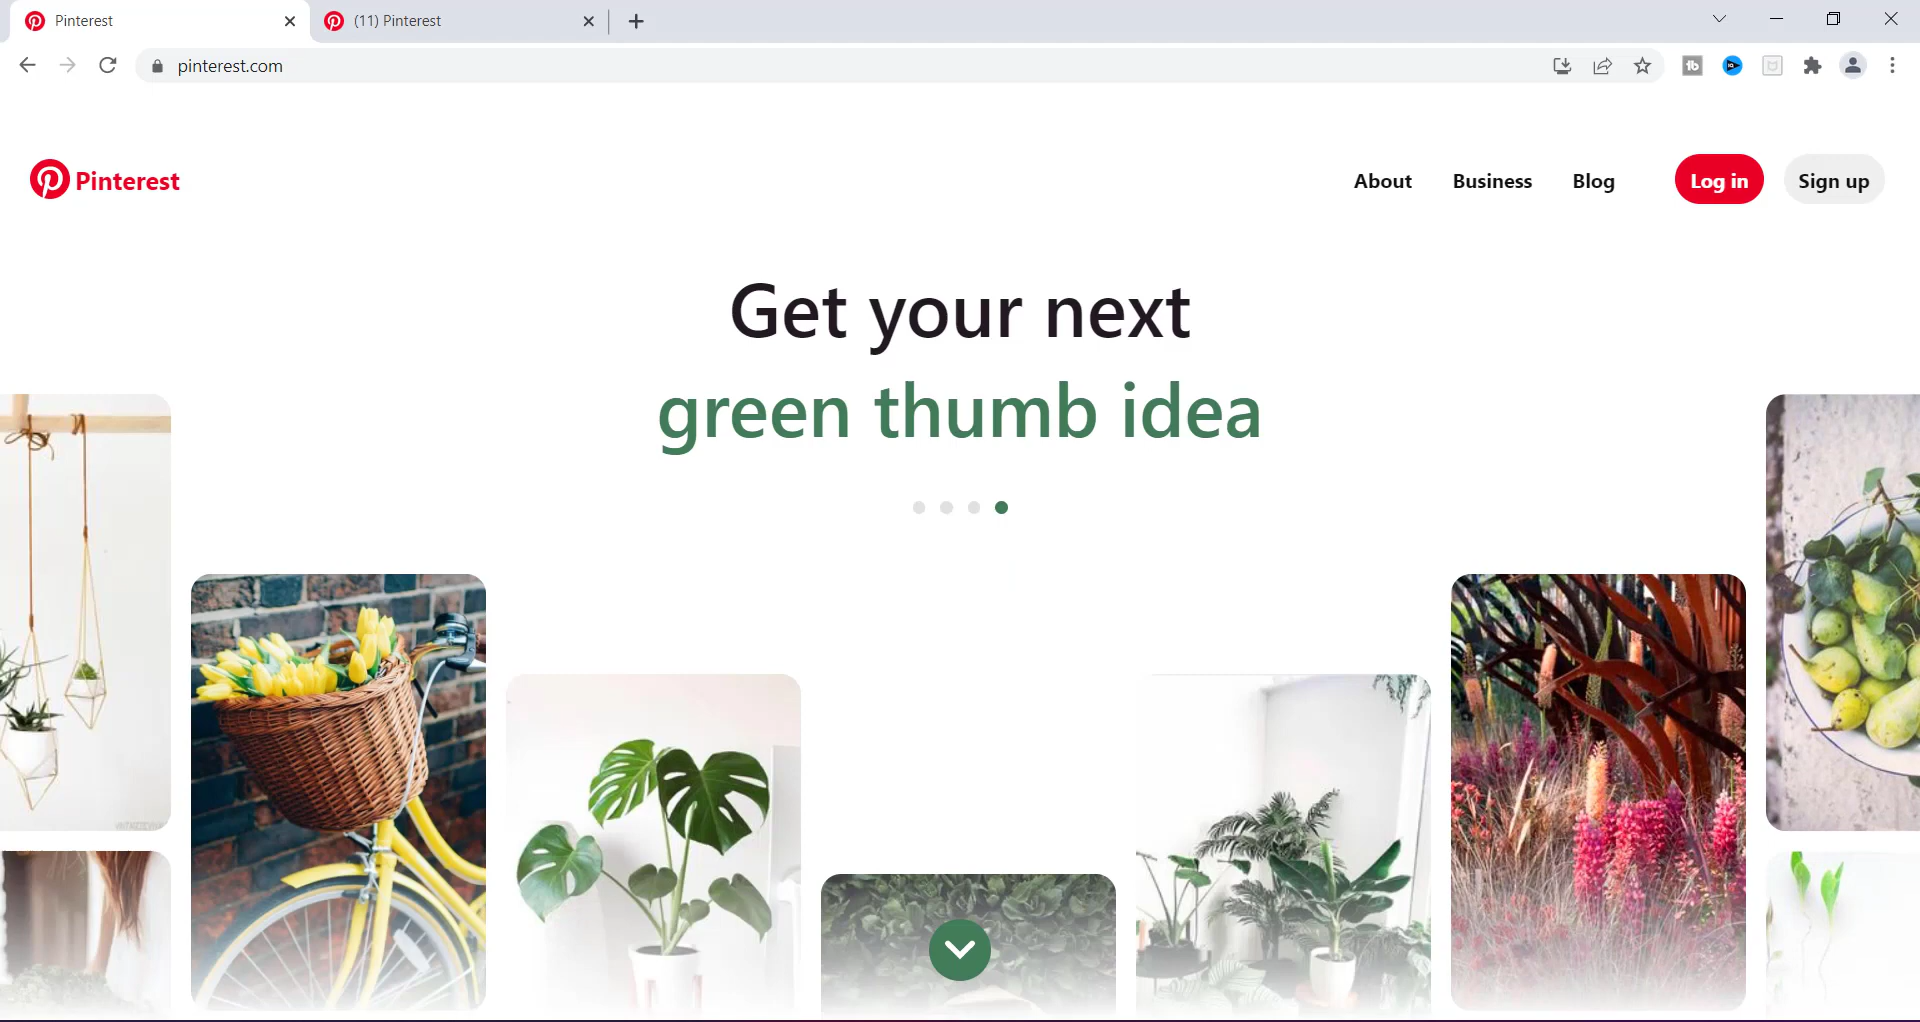 Pinterest
(11) Pinterest
pinterest.com
Pinterest
About
Business
Blog
Log in
Sign up
Get your next
green thumb idea